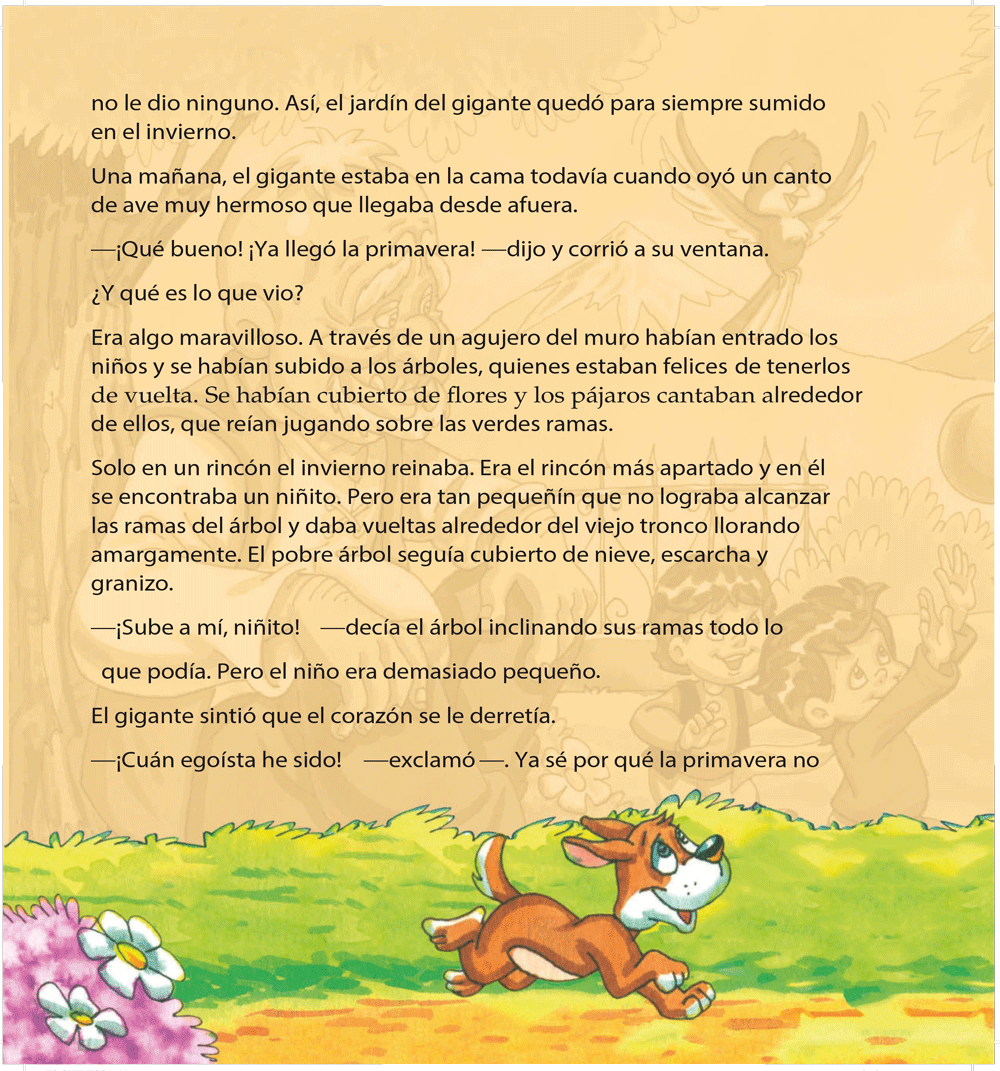 no le dio ninguno. Así, el jardín del gigante quedó para siempre sumido
en el invierno.
Una mañana, el gigante estaba en la cama todavía cuando oyó un canto
de ave muy hermoso que llegaba desde afuera.
—¡Qué bueno! ¡Ya llegó la primavera! —dijo y corrió a su ventana.
¿Y qué es lo que vio?
Era algo maravilloso. A través de un agujero del muro habían entrado los
niños y se habían subido a los árboles, quienes estaban felices de tenerlos
de vuelta. Se habían cubierto de flores y los pájaros cantaban alrededor
de ellos, que reían jugando sobre las verdes ramas.
Solo en un rincón el invierno reinaba. Era el rincón más apartado y en él
se encontraba un niñito. Pero era tan pequeñín que no lograba alcanzar
las ramas del árbol y daba vueltas alrededor del viejo tronco llorando
amargamente. El pobre árbol seguía cubierto de nieve, escarcha y
granizo.
—¡Sube a mí, niñito! —decía el árbol inclinando sus ramas todo lo
que podía. Pero el niño era demasiado pequeño.
El gigante sintió que el corazón se le derretía.
—¡Cuán egoísta he sido! —exclamó —. Ya sé por qué la primavera no